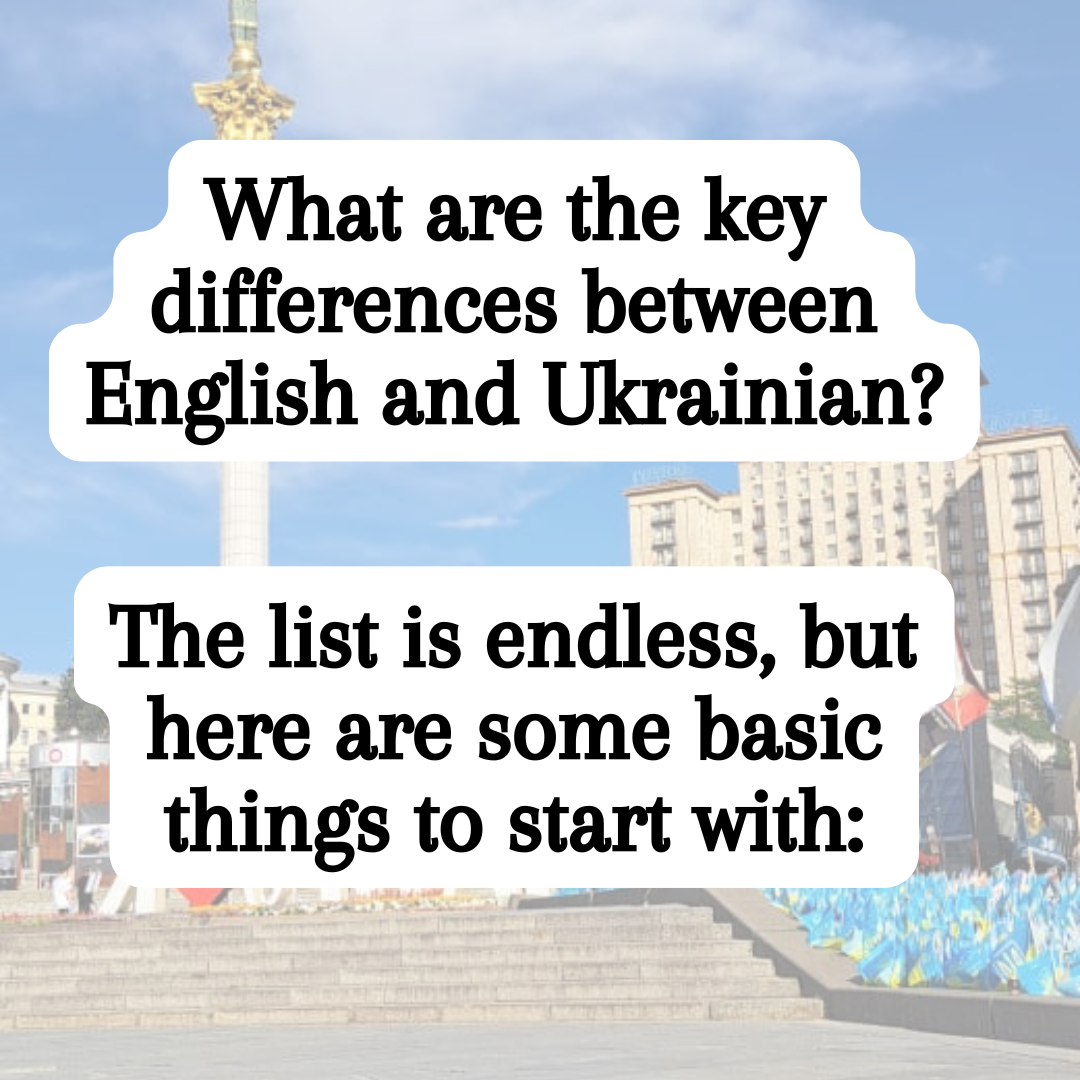 What are the key
differences between
English and Ukrainian?
The list is endless, but
here are some basic
things to start with: